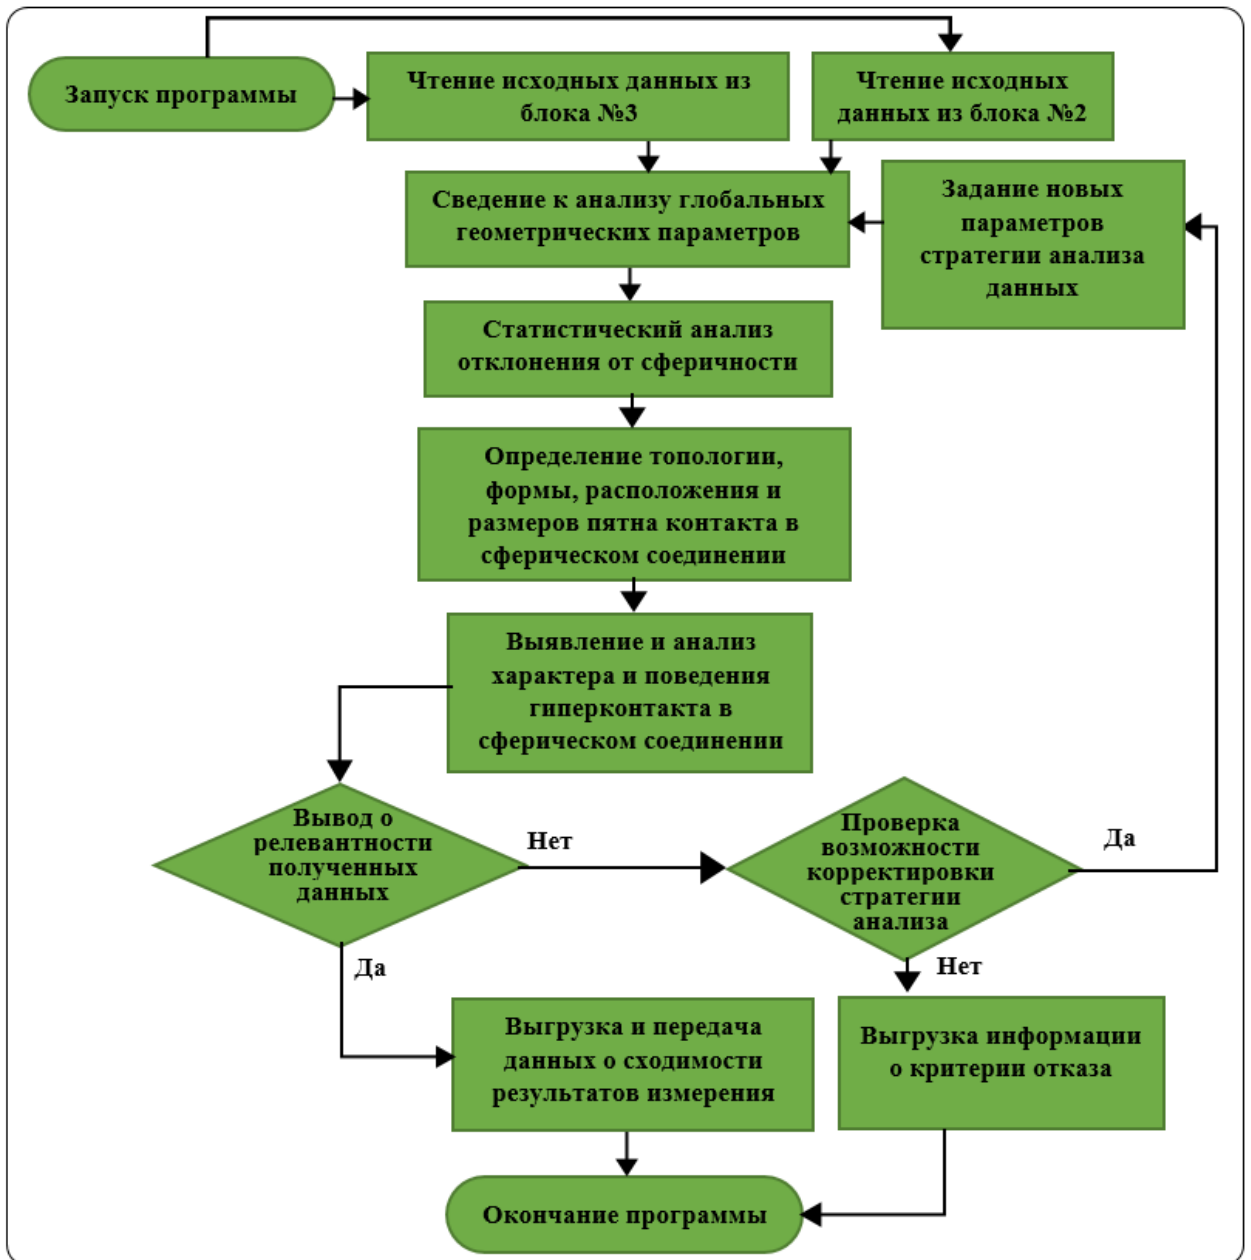 Запуск программы
Чтение исходных данных из
блока №3
Чтение исходных
данных из блока №2
Сведение к анализу глобальных
геометрических параметров
Задание новых
параметров
стратегии анализа
данных
Статистический анализ
отклонения от сферичности
Определение топологии,
формы, расположения и
размеров пятна контакта в
сферическом соединении
Выявление и анализ
характера и поведения
гиперконтакта в
сферическом соединении
Вывод о
релевантности
полученных
данных
Нет
Проверка
возможности
корректировки
стратегии
анализа
Да
Да
Нет
Выгрузка и передача
данных о сходимости
результатов измерения
Выгрузка информации
о критерии отказа
Окончание программы